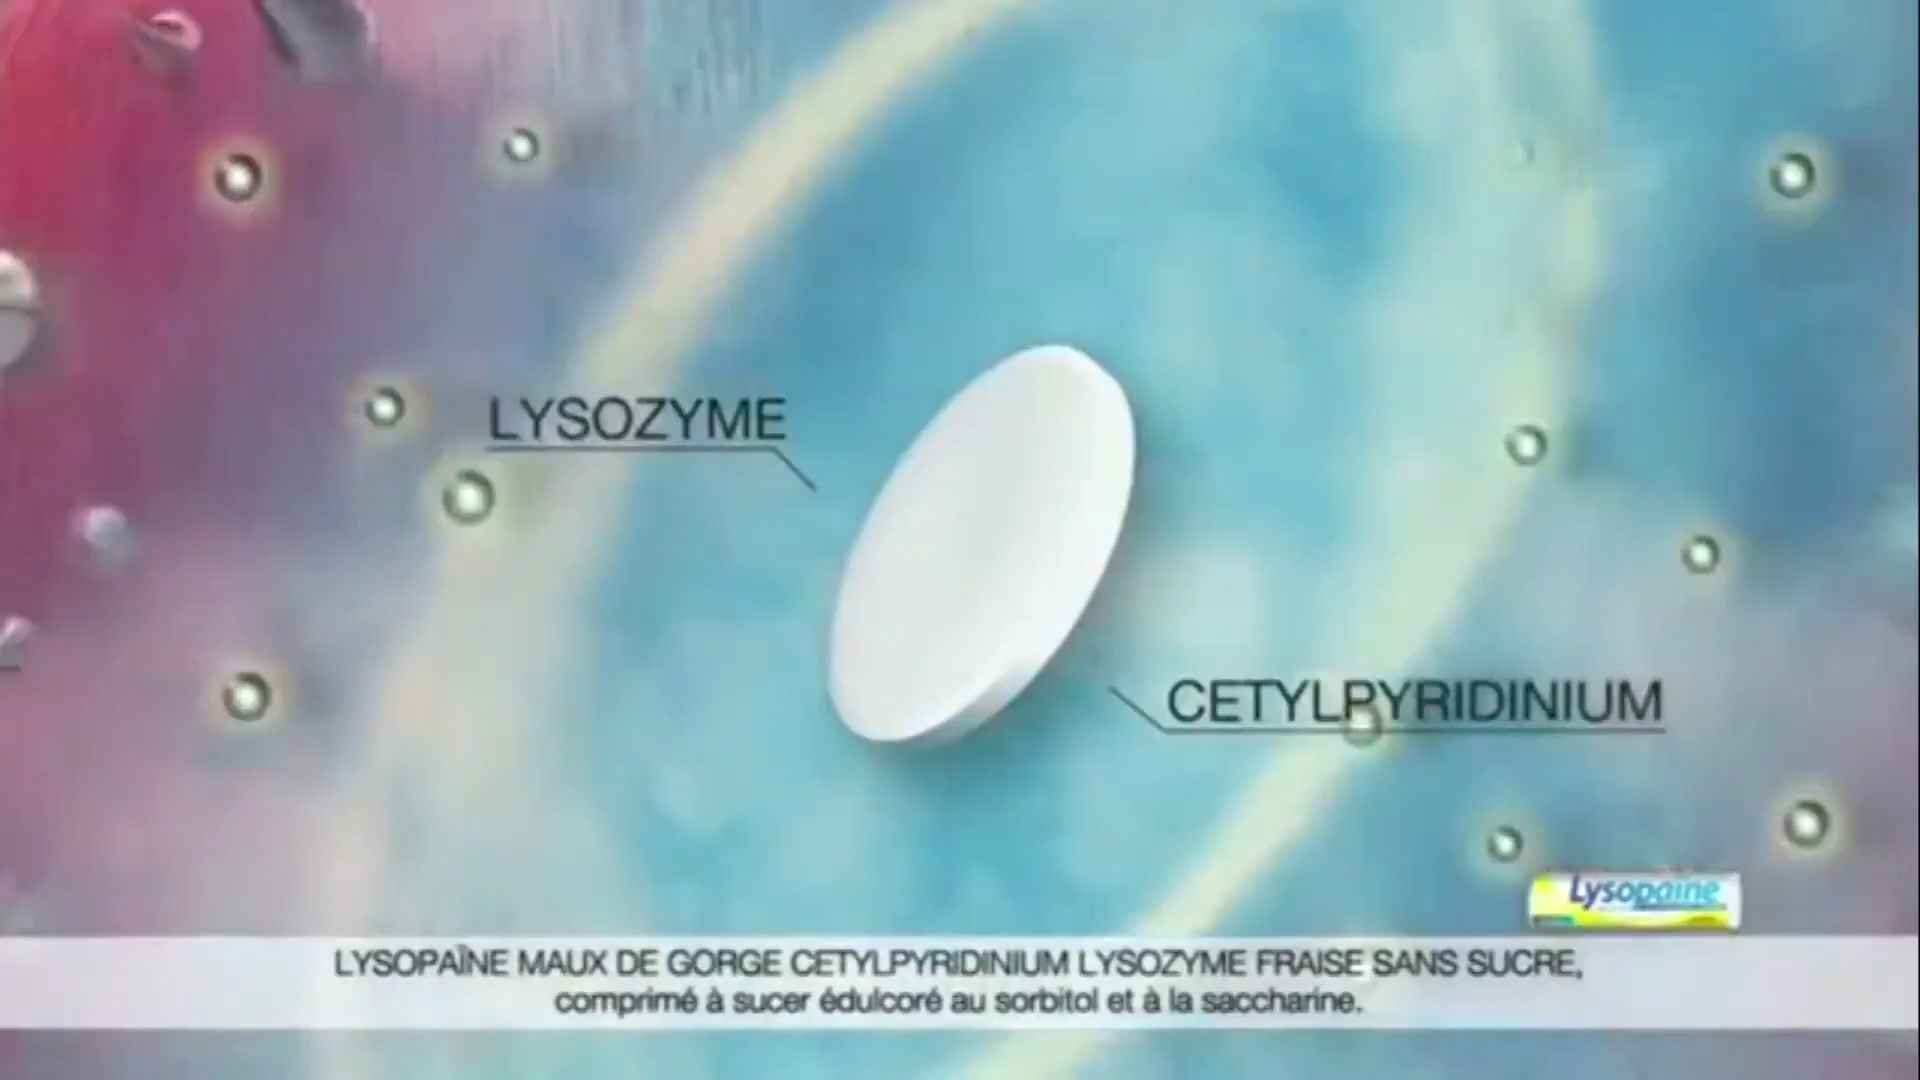 LYSOZYME
CETYLPYRIDINIUM
Lysopaïne
LYSOPAÏNE MAUX DE GORGE CETYLPYRIDINIUM LYSOZYME FRAISE SANS SUCRE,
comprimé à sucer édulcoré au sorbitol et à la saccharine.